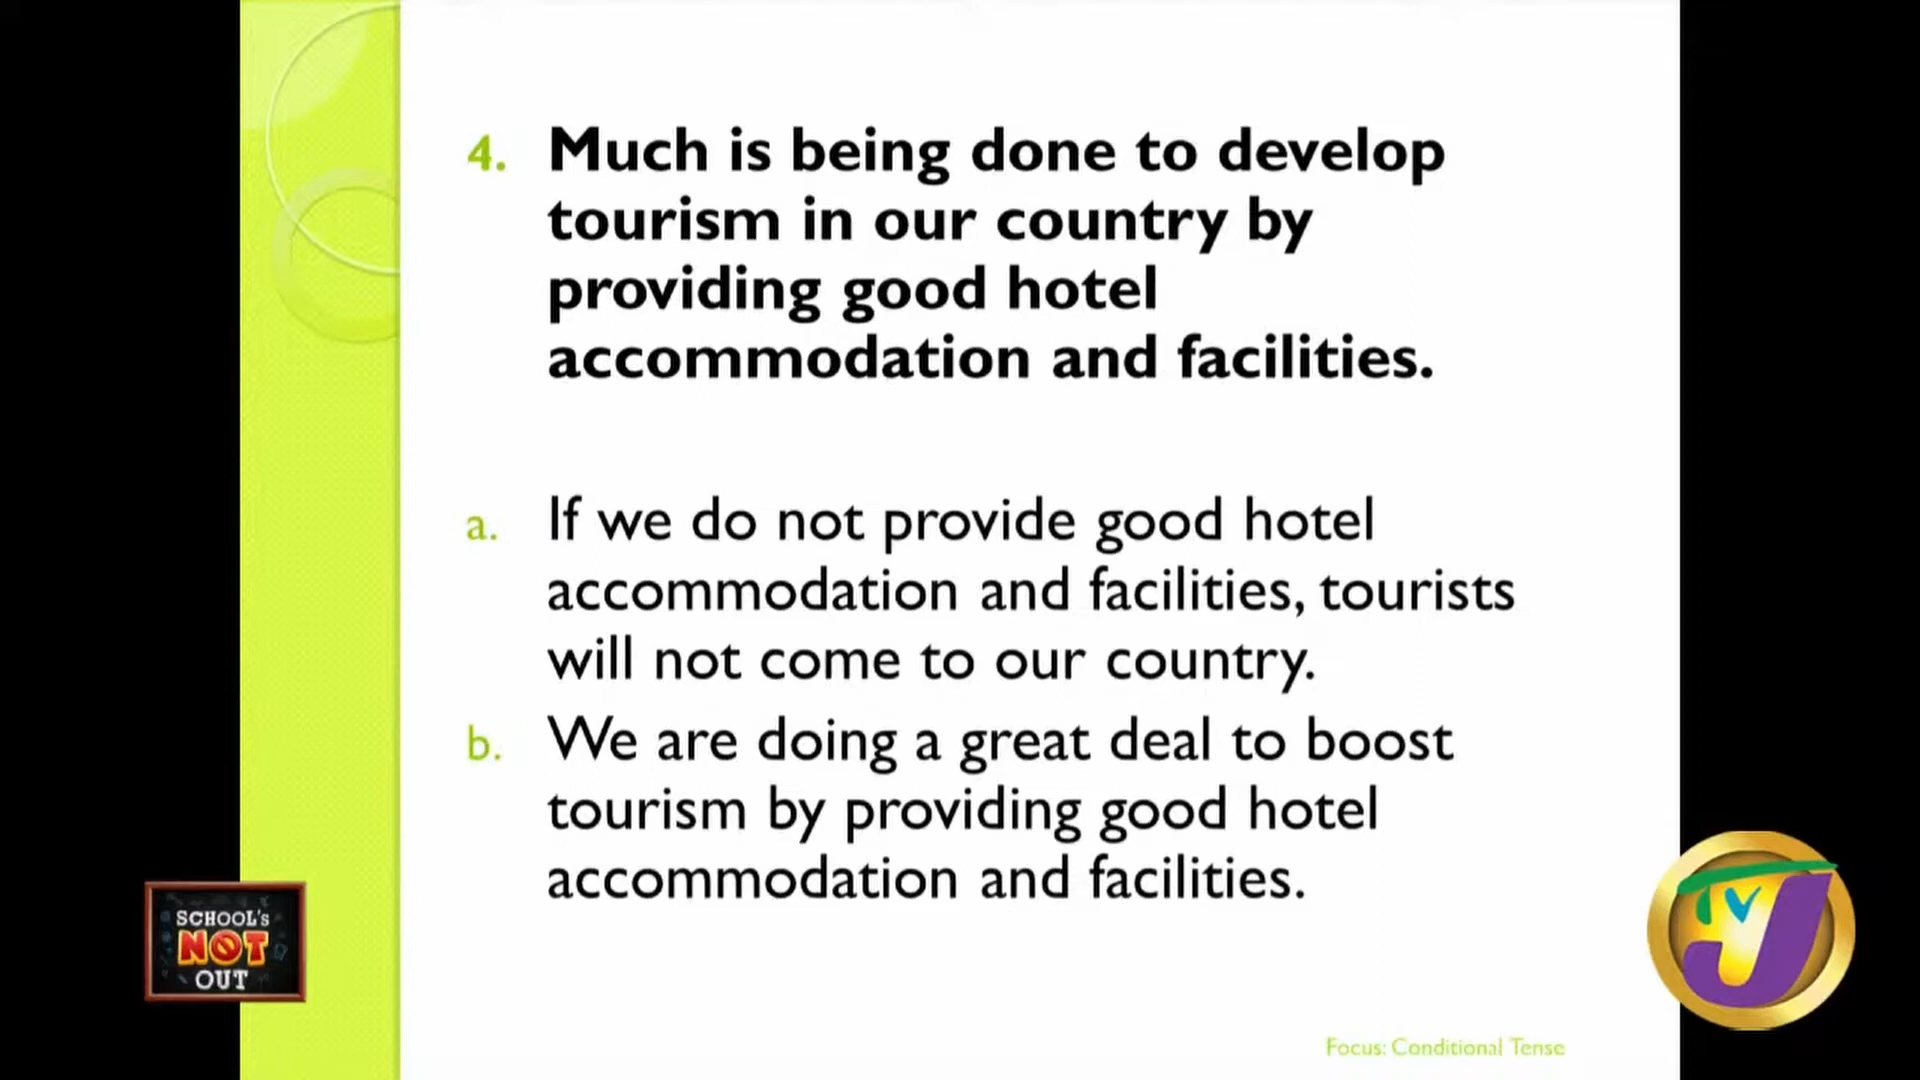 4. Much is being done to develop
tourism in our country by
providing good hotel
accommodation and facilities.
a. If we do not provide good hotel
accommodation and facilities, tourists
will not come to our country.
b. We are doing a great deal to boost
tourism by providing good hotel
accommodation and facilities.
SCHOOL's
NOT
OUT
TVJ
Focus: Conditional Tense